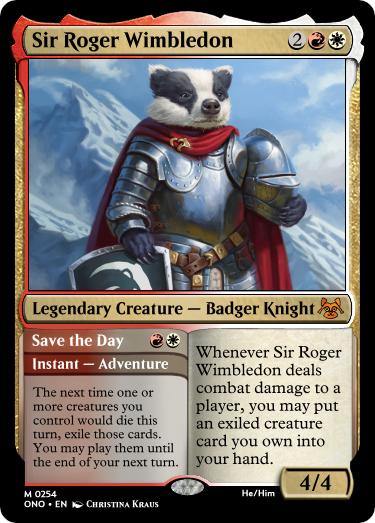 Sir Roger Wimbledon 2
Legendary Creature — Badger Knight
Save the Day
Instant — Adventure
The next time one or
more creatures you
control would die this
turn, exile those cards.
You may play them until
the end of your next turn.
Whenever Sir Roger
Wimbledon deals
combat damage to a
player, you may put
an exiled creature
card you own into
your hand.
4/4
M 0254
ONO • EN Christina Kraus
He/Him